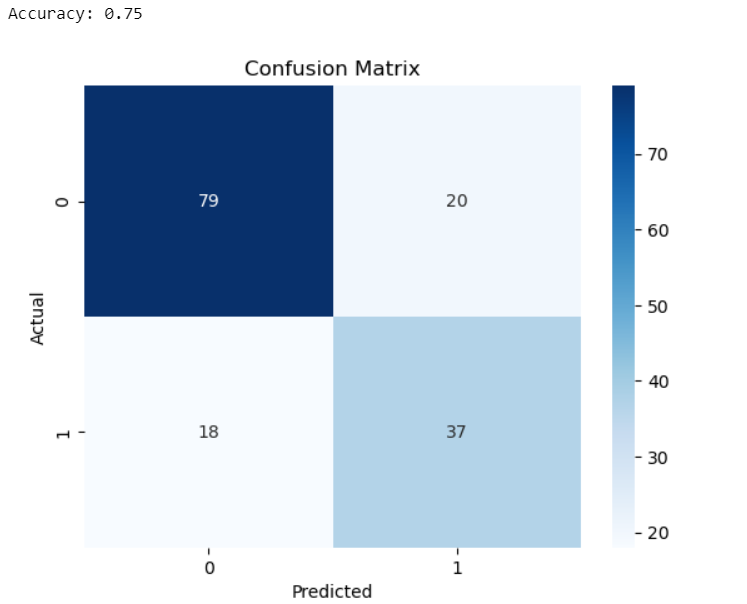 Accuracy: 0.75
Confusion Matrix
79 20
18 37
0
1
Actual
0 1
Predicted
70
60
50
40
30
20